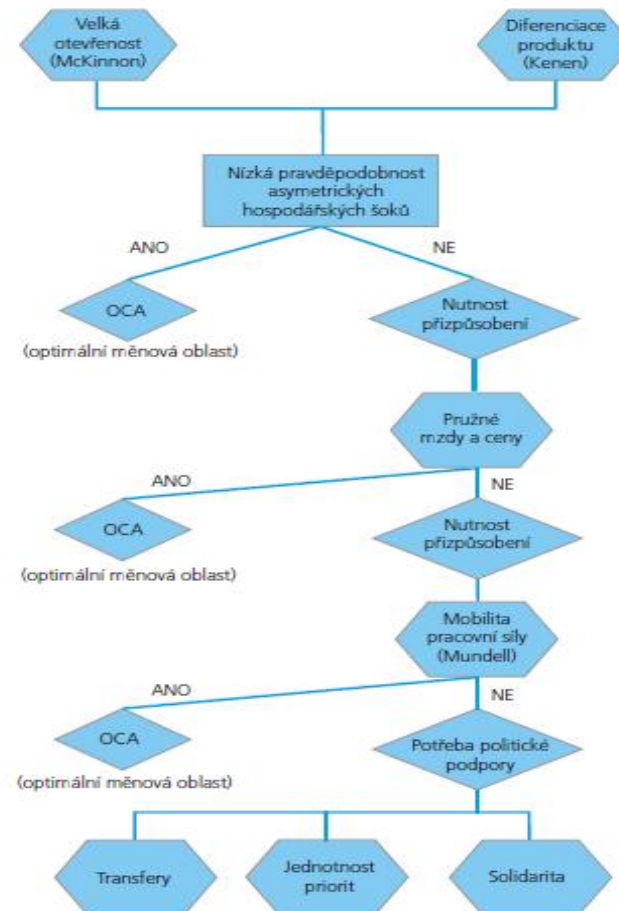 Velká
otevřenost
(McKinnon)
Diferenciace
produktu
(Kenen)
Nízká pravděpodobnost
asymetrických
hospodářských šoků
ANO
NE
OCA
(optimální měnová oblast)
Nutnost
přizpůsobení
Pružné
mzdy a ceny
ANO
NE
OCA
(optimální měnová oblast)
Nutnost
přizpůsobení
Mobilita
pracovní síly
(Mundell)
ANO
NE
OCA
(optimální měnová oblast)
Potřeba politické
podpory
Transfery
Jednotnost
priorit
Solidarita